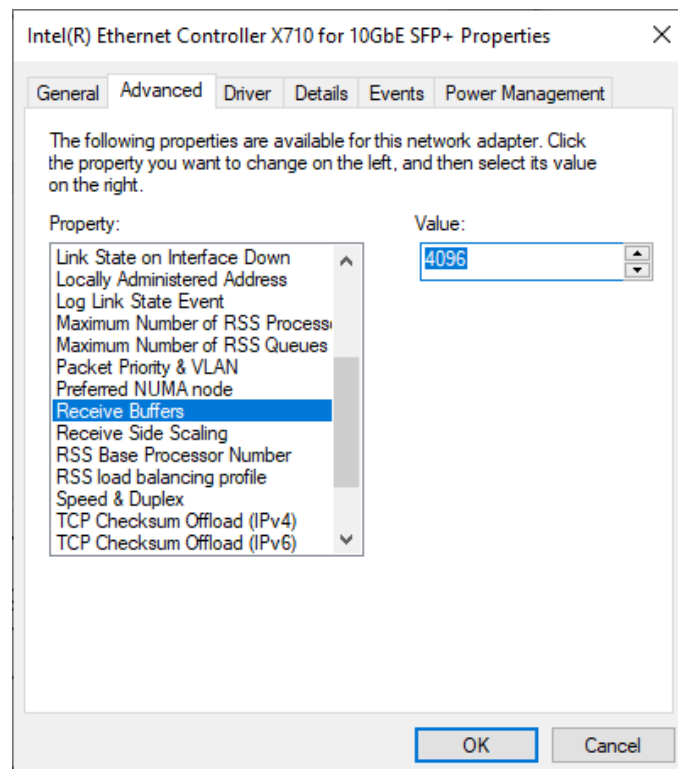 Intel(R) Ethernet Controller X710 for 10GbE SFP+ Properties
General Advanced Driver Details Events Power Management
The following properties are available for this network adapter. Click
the property you want to change on the left, and then select its value
on the right.
Property:
Value:
Link State on Interface Down
Locally Administered Address
Log Link State Event
Maximum Number of RSS Process
Maximum Number of RSS Queues
Packet Priority & VLAN
Preferred NUMA node
Receive Buffers
Receive Side Scaling
RSS Base Processor Number
RSS load balancing profile
Speed & Duplex
TCP Checksum Offload (IPv4)
TCP Checksum Offload (IPv6)
4096
OK
Cancel